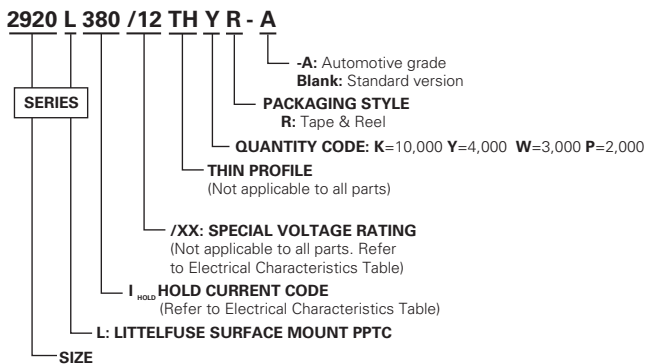 2920 L 380 /12 TH Y R - A
-A: Automotive grade
Blank: Standard version
SERIES
PACKAGING STYLE
R: Tape & Reel
QUANTITY CODE: K=10,000 Y=4,000 W=3,000 P=2,000
THIN PROFILE
(Not applicable to all parts)
/XX: SPECIAL VOLTAGE RATING
(Not applicable to all parts. Refer
to Electrical Characteristics Table)
I HOLD HOLD CURRENT CODE
(Refer to Electrical Characteristics Table)
L: LITTELFUSE SURFACE MOUNT PPTC
SIZE